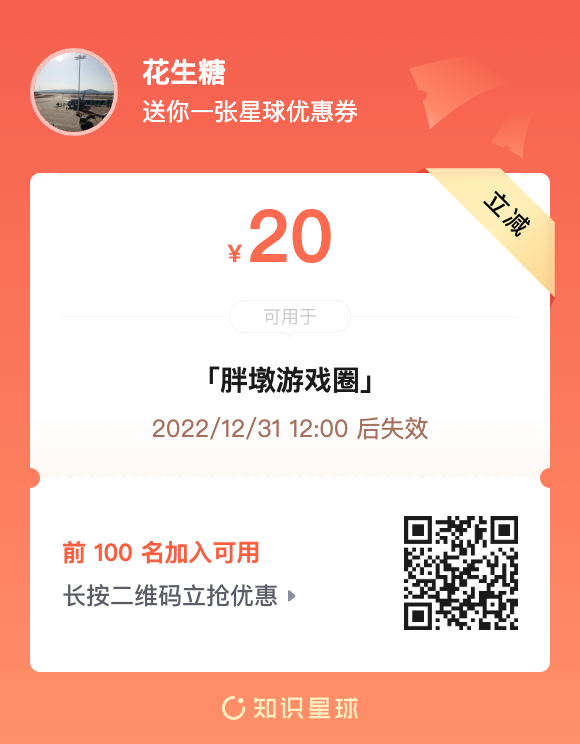 花生糖
送你一张星球优惠券
立减
¥20
可用于
「胖墩游戏圈」
2022/12/31 12:00 后失效
前 100 名加入可用
长按二维码立抢优惠
知识星球